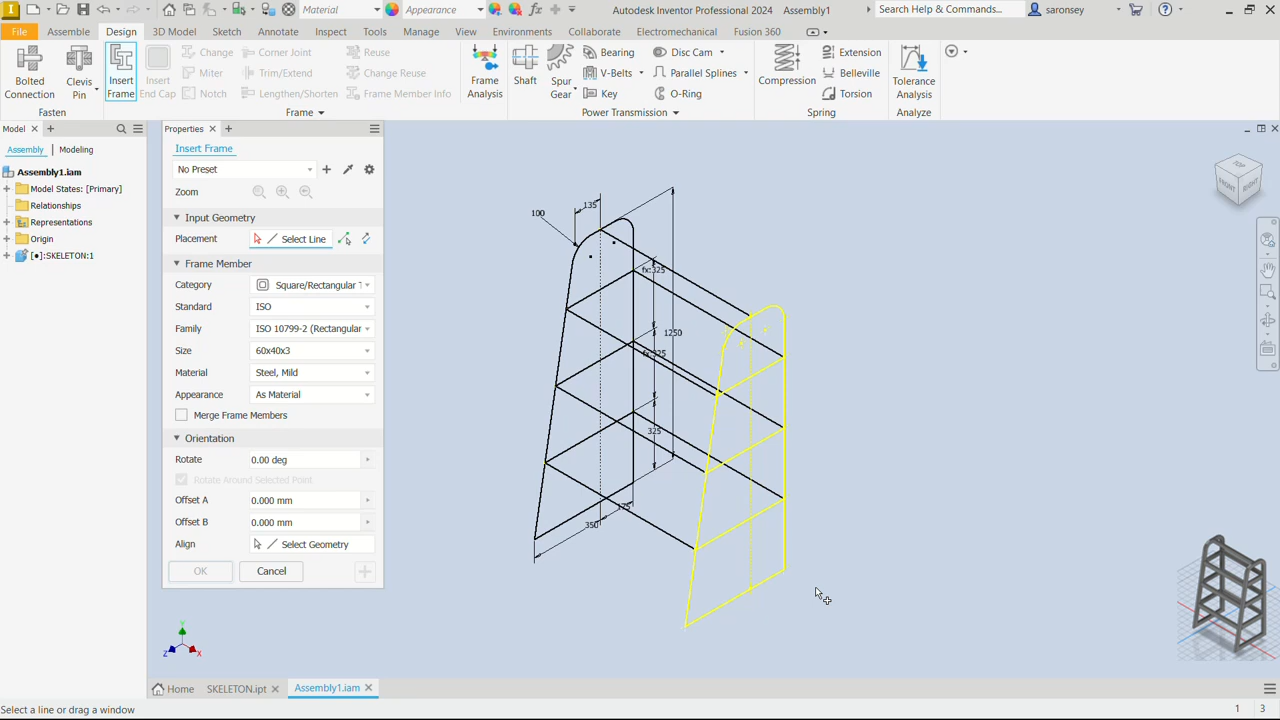 Material
Appearance
Autodesk Inventor Professional 2024
Assembly1
Search Help & Commands...
saronsey
File
Assemble
Design
3D Model
Sketch
Annotate
Inspect
Tools
Manage
View
Environments
Collaborate
Electromechanical
Fusion 360
Bolted Connection
Clevis Pin
Insert Frame
Insert End Cap
Change
Miter
Notch
Corner Joint
Trim/Extend
Lengthen/Shorten
Reuse
Change Reuse
Frame Member Info
Frame Analysis
Shaft
Spur Gear
Bearing
V-Belts
Key
Disc Cam
Parallel Splines
O-Ring
Compression
Extension
Belleville
Torsion
Tolerance Analysis
Fasten
Frame
Power Transmission
Spring
Analyze
Model
Assembly
Modeling
Assembly1.iam
Model States: [Primary]
Relationships
Representations
Origin
[•]:SKELETON:1
Properties
Insert Frame
No Preset
Zoom
Input Geometry
Placement
Select Line
Frame Member
Category
Square/Rectangular T
Standard
ISO
Family
ISO 10799-2 (Rectangular
Size
60x40x3
Material
Steel, Mild
Appearance
As Material
Merge Frame Members
Orientation
Rotate
0.00 deg
Rotate Around Selected Point
Offset A
0.000 mm
Offset B
0.000 mm
Align
Select Geometry
OK
Cancel
135
100
fx:325
1250
fx:325
325
175
350
TOP
FRONT
RIGHT
Y
Z
X
Home
SKELETON.ipt
Assembly1.iam
Select a line or drag a window
1
3